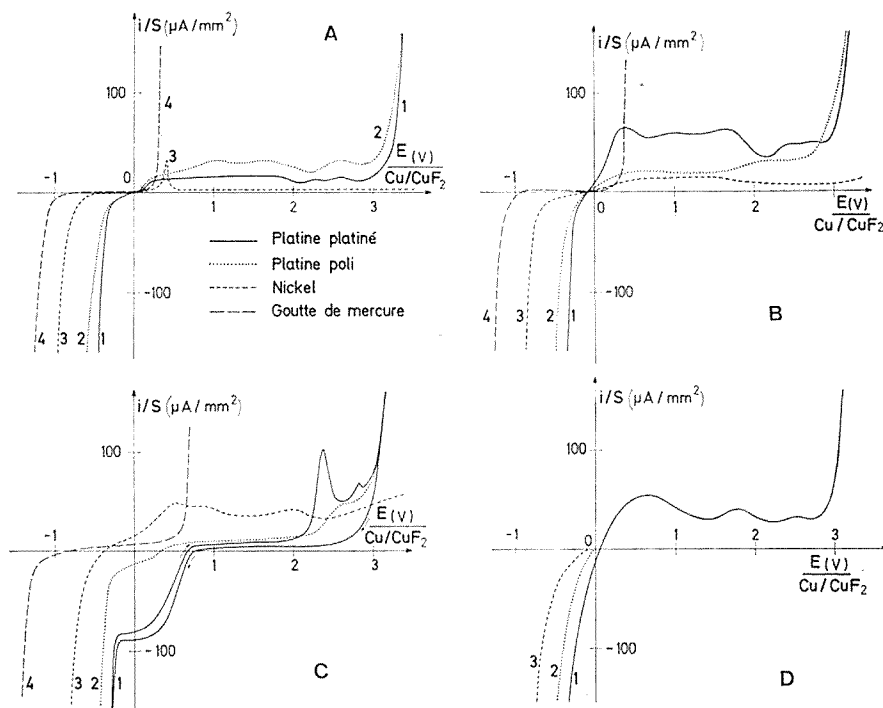 i/S (µA/mm²)
A
100
4
3
2
1
-1
0
1
2
3
E (V)
Cu/CuF₂
-100
4
3
2
1
Platine platiné
Platine poli
Nickel
Goutte de mercure
i/S (µA/mm²)
100
-1
0
1
2
3
E(V)
Cu/CuF₂
-100
4
3
2
1
B
i/S (µA/mm²)
100
-1
0
1
2
3
E(V)
Cu/CuF₂
-100
4
3
2
1
C
i/S (µA/mm²)
100
-1
0
1
2
3
E(V)
Cu/CuF₂
-100
3
2
1
D